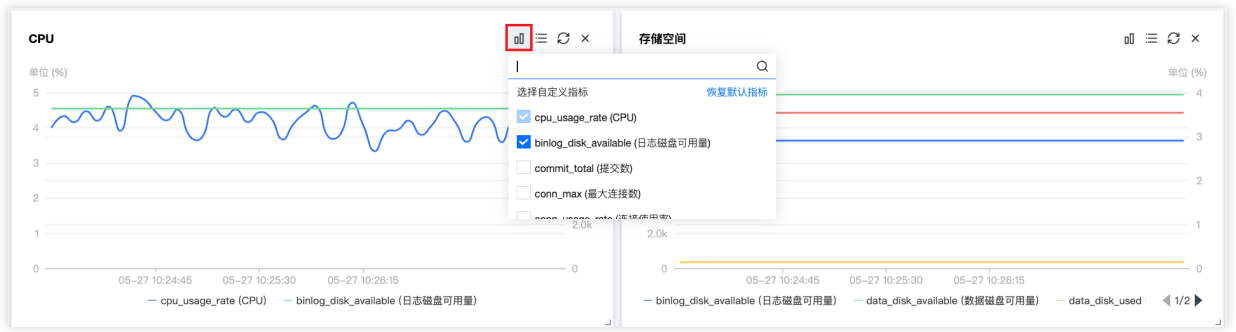 CPU
单位 (%)
5
4
3
2
1
0
2.0k
0
05-27 10:24:45
05-27 10:25:30
05-27 10:26:15
cpu_usage_rate (CPU)
binlog_disk_available (日志磁盘可用量)
选择自定义指标
恢复默认指标
cpu_usage_rate (CPU)
binlog_disk_available (日志磁盘可用量)
commit_total (提交数)
conn_max (最大连接数)
conn_usage_rate (连接使用率)
存储空间
单位 (%)
4
3
2
1
0
2.0k
0
05-27 10:24:45
05-27 10:25:30
05-27 10:26:15
binlog_disk_available (日志磁盘可用量)
data_disk_available (数据磁盘可用量)
data_disk_used
1/2